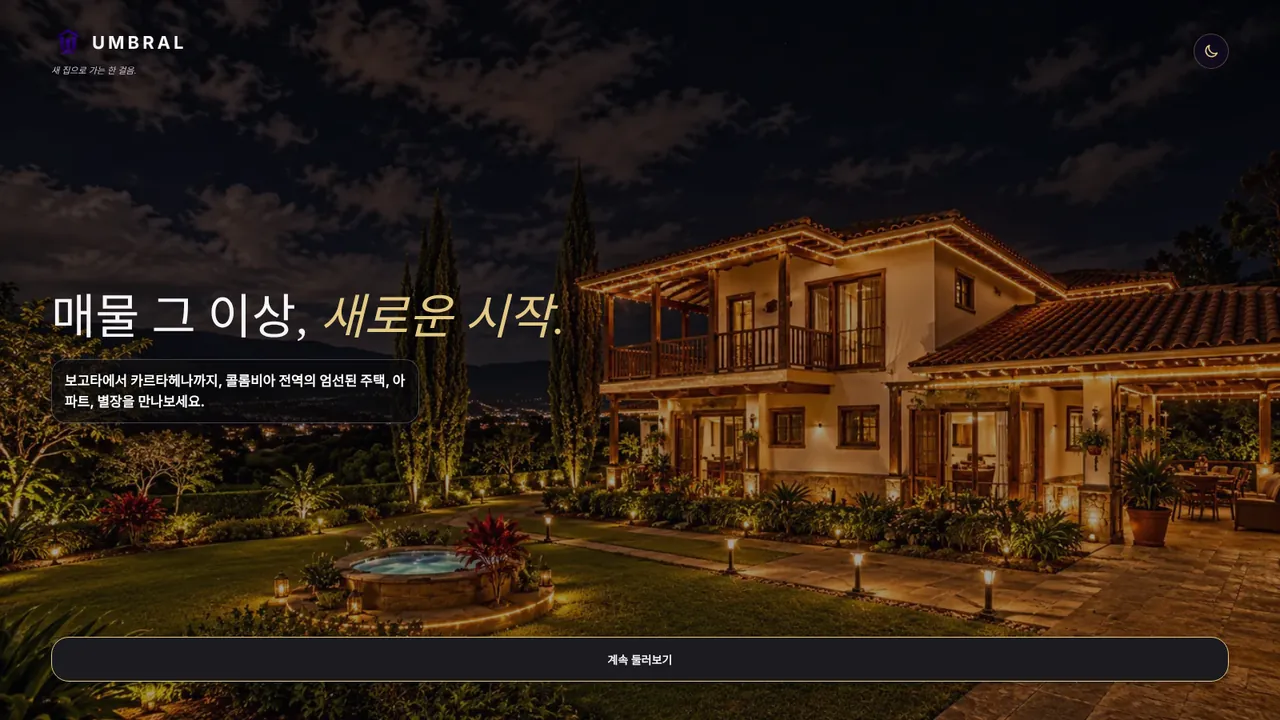 UMBRAL
새 집으로 가는 한 걸음.
매물 그 이상, 새로운 시작.
보고타에서 카르타헤나까지, 콜롬비아 전역의 엄선된 주택, 아
파트, 별장을 만나보세요.
계속 둘러보기